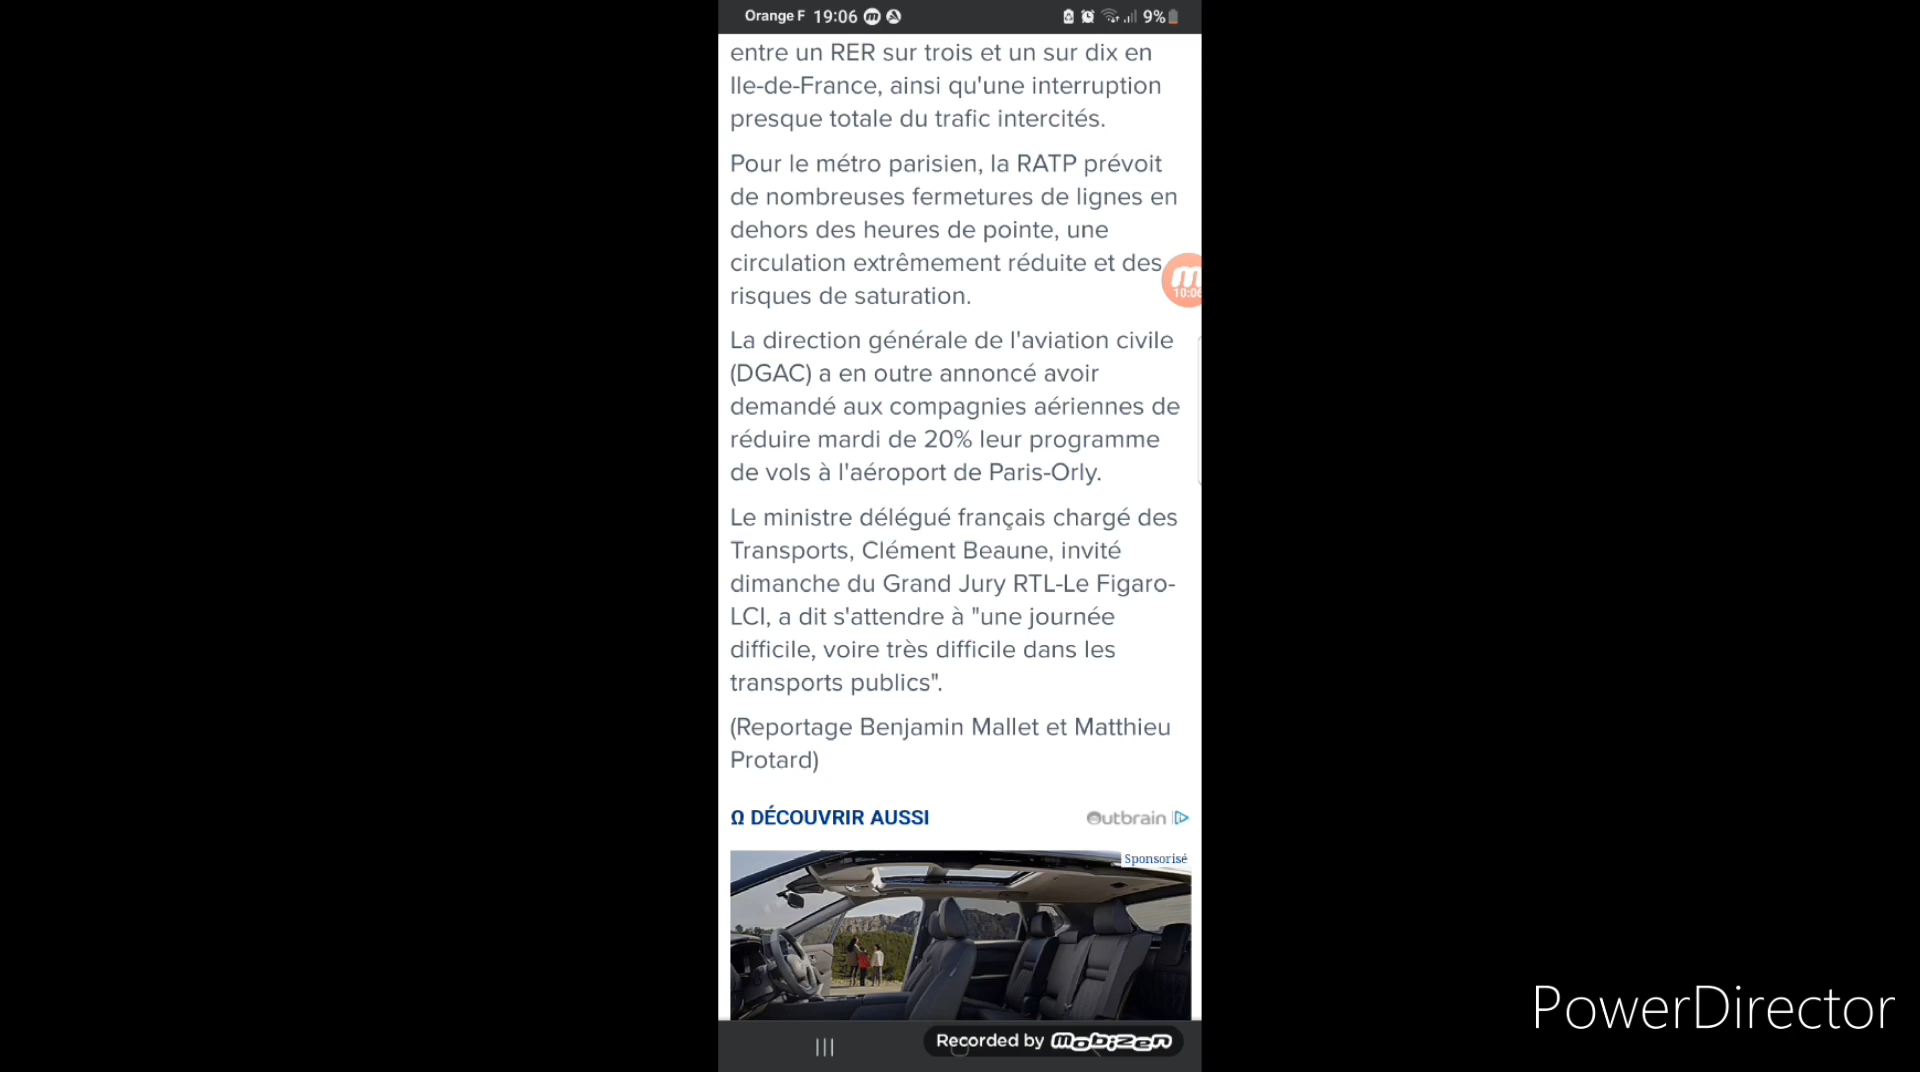 Orange F 19:06
9%
entre un RER sur trois et un sur dix en
Ile-de-France, ainsi qu'une interruption
presque totale du trafic intercités.
Pour le métro parisien, la RATP prévoit
de nombreuses fermetures de lignes en
dehors des heures de pointe, une
circulation extrêmement réduite et des
risques de saturation.
10:06
La direction générale de l'aviation civile
(DGAC) a en outre annoncé avoir
demandé aux compagnies aériennes de
réduire mardi de 20% leur programme
de vols à l'aéroport de Paris-Orly.
Le ministre délégué français chargé des
Transports, Clément Beaune, invité
dimanche du Grand Jury RTL-Le Figaro-
LCI, a dit s'attendre à "une journée
difficile, voire très difficile dans les
transports publics".
(Reportage Benjamin Mallet et Matthieu
Protard)
Ω DÉCOUVRIR AUSSI
Outbrain
Sponsorisé
Recorded by mobizen
PowerDirector